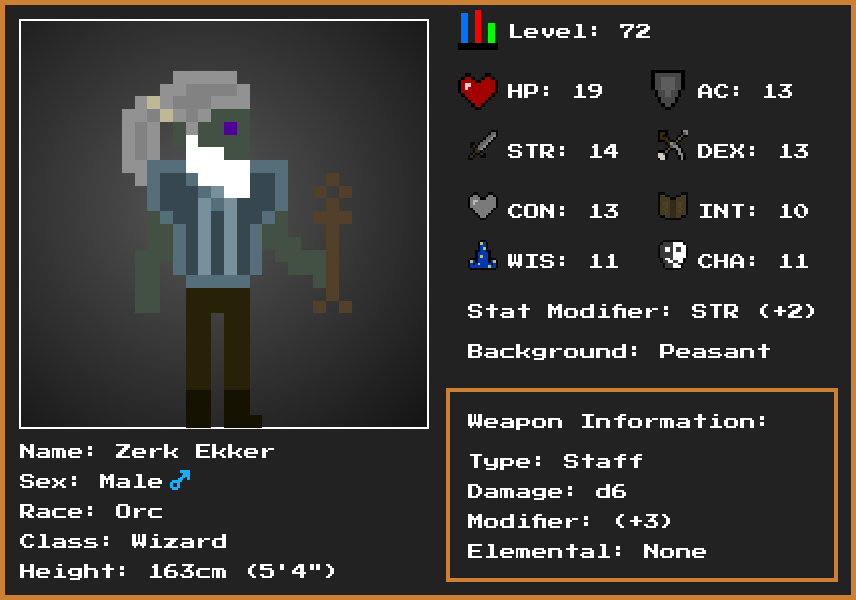 Level: 72
HP: 19 AC: 13
STR: 14 DEX: 13
CON: 13 INT: 10
WIS: 11 CHA: 11
Stat Modifier: STR (+2)
Background: Peasant
Weapon Information:
Type: Staff
Damage: d6
Modifier: (+3)
Elemental: None
Name: Zerk Ekker
Sex: Male ♂
Race: Orc
Class: Wizard
Height: 163cm (5'4")